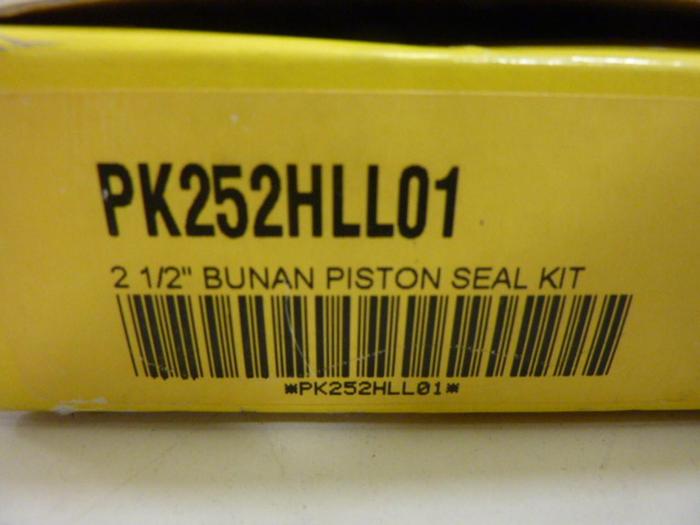 PK252HLL01
2 1/2" BUNAN PISTON SEAL KIT
*PK252HLL01*